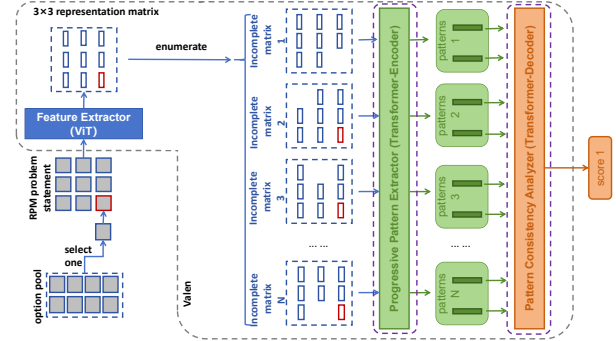 3×3 representation matrix
enumerate
Feature Extractor
(ViT)
RPM problem
statement
select
one
option pool
Valen
Incomplete
matrix
1
Incomplete
matrix
2
Incomplete
matrix
3
... ...
Incomplete
matrix
N
Progressive Pattern Extractor (Transformer-Encoder)
patterns
1
patterns
2
patterns
3
... ...
patterns
N
Pattern Consistency Analyzer (Transformer-Decoder)
score 1